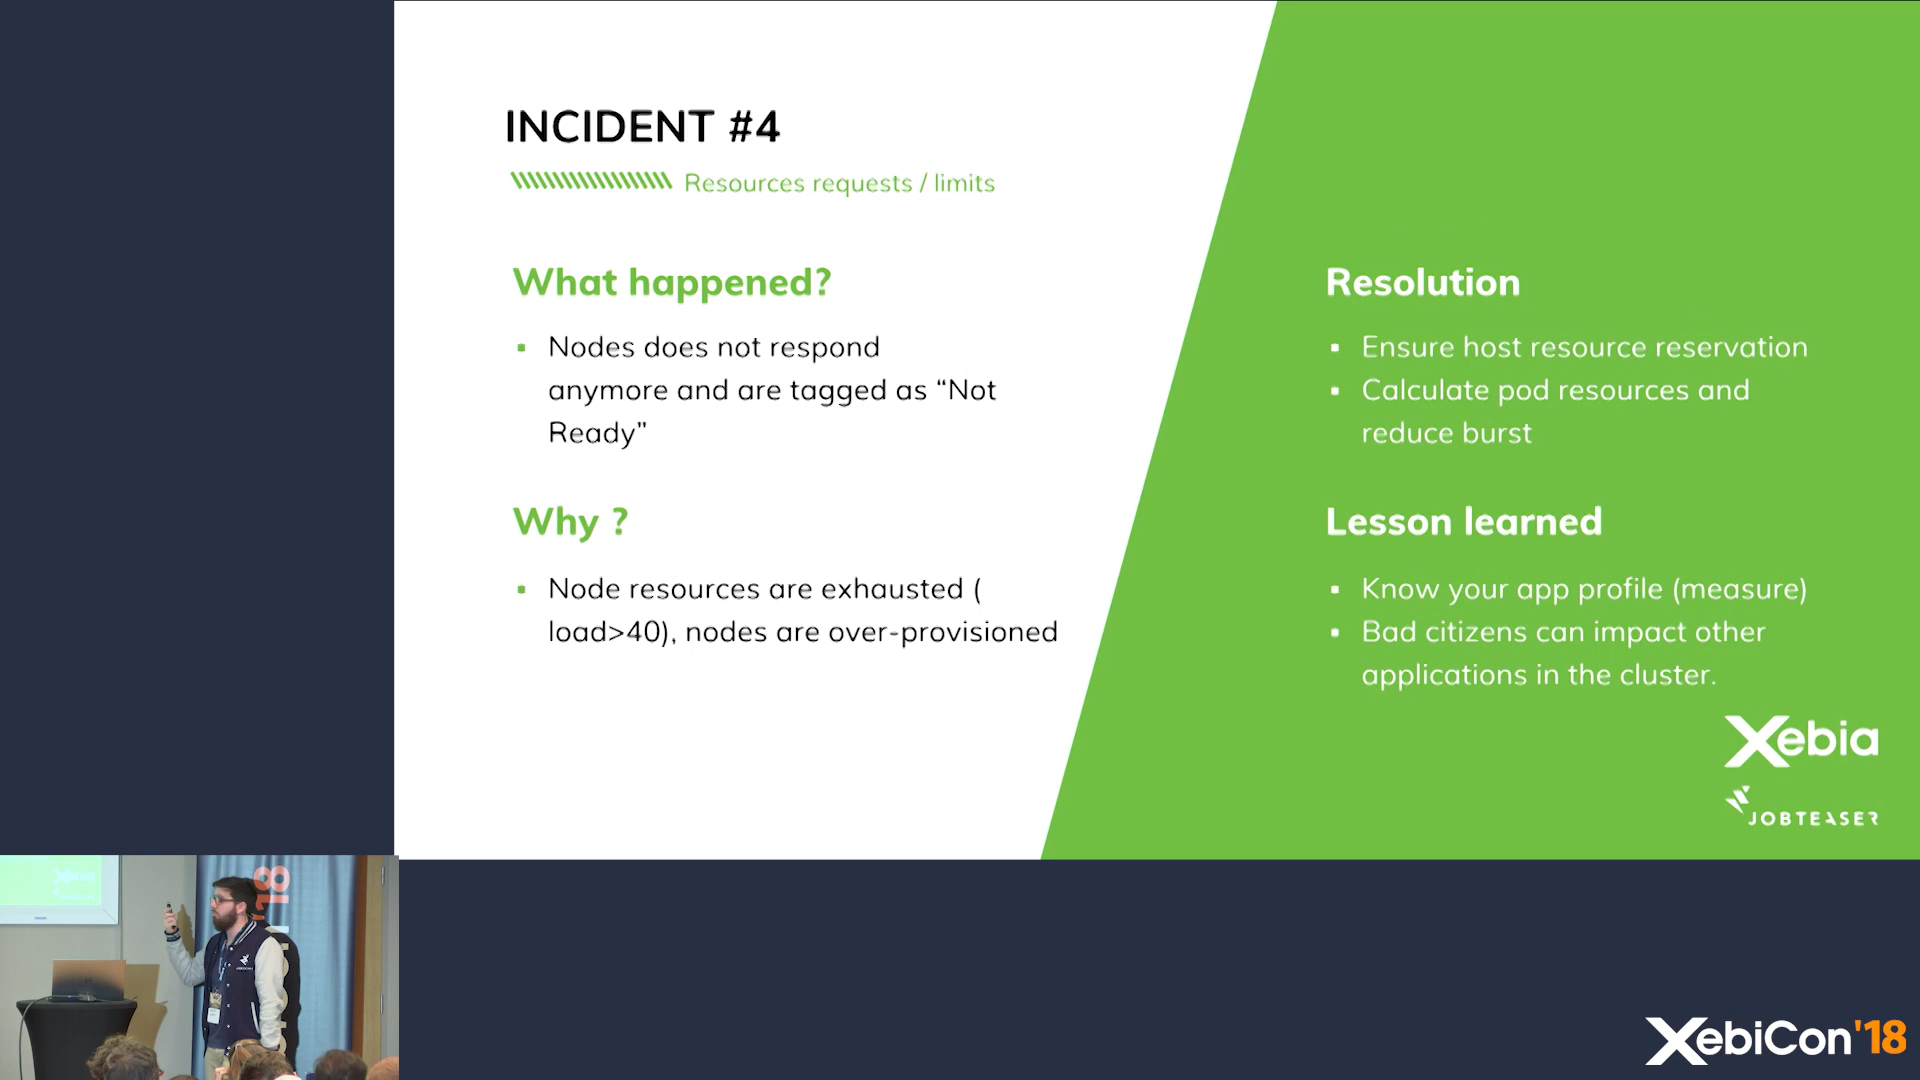 INCIDENT #4
Resources requests / limits
What happened?
▪ Nodes does not respond
anymore and are tagged as “Not
Ready”
Why ?
▪ Node resources are exhausted (
load>40), nodes are over-provisioned
Resolution
▪ Ensure host resource reservation
▪ Calculate pod resources and
reduce burst
Lesson learned
▪ Know your app profile (measure)
▪ Bad citizens can impact other
applications in the cluster.
Xebia
JOBTEASER
Xebia
'18
XebiCon'18